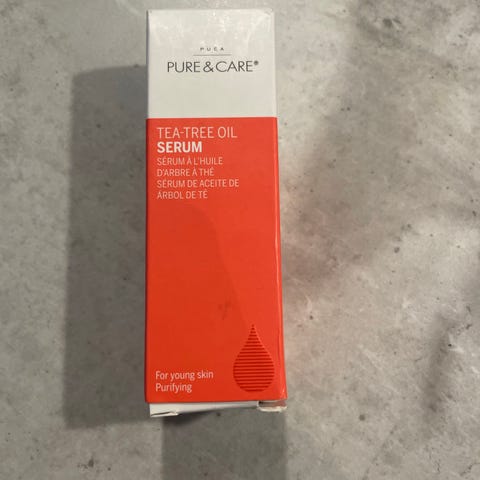 PUCA
PURE & CARE®
TEA-TREE OIL
SERUM
SÉRUM À L'HUILE
D'ARBRE À THÉ
SÉRUM DE ACEITE DE
ÁRBOL DE TÉ
For young skin
Purifying